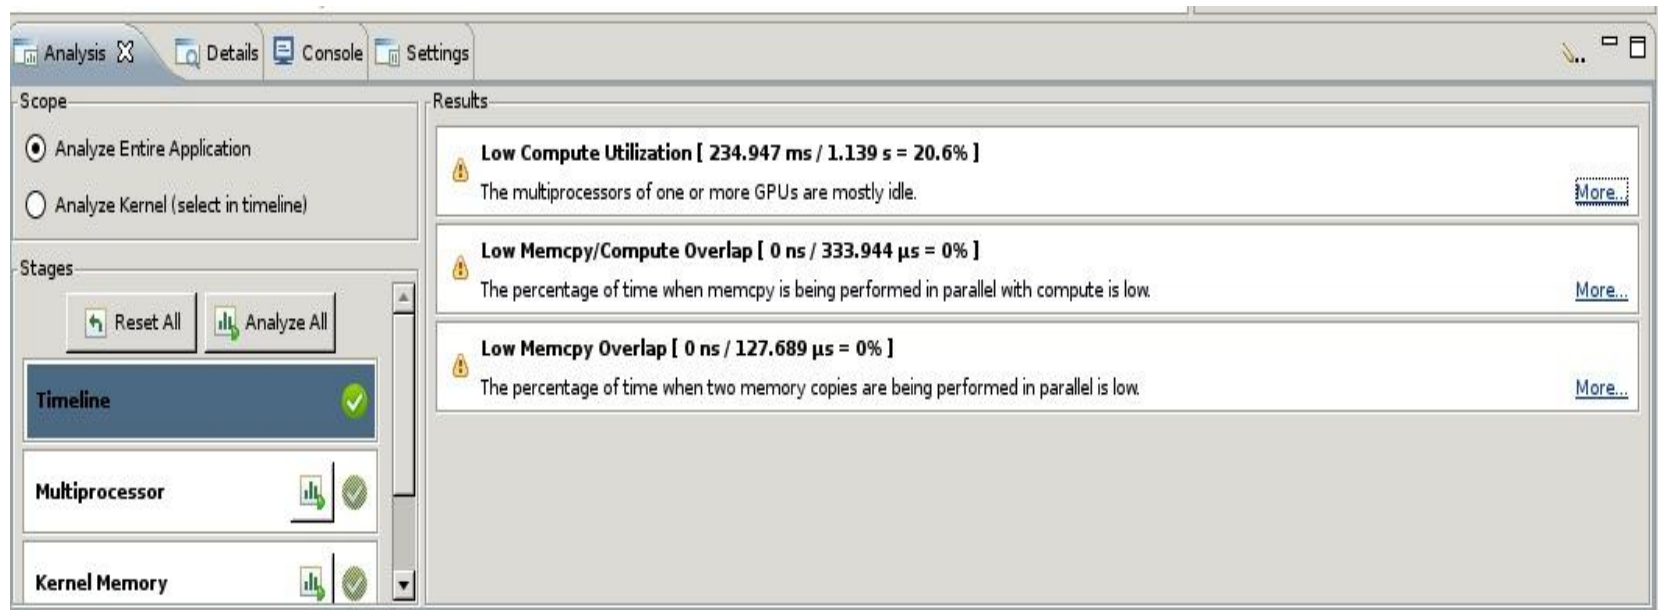 Analysis
Details
Console
Settings
Scope
Analyze Entire Application
Analyze Kernel (select in timeline)
Stages
Reset All
Analyze All
Timeline
Multiprocessor
Kernel Memory
Results
Low Compute Utilization [ 234.947 ms / 1.139 s = 20.6% ]
The multiprocessors of one or more GPUs are mostly idle.
More...
Low Memcpy/Compute Overlap [ 0 ns / 333.944 µs = 0% ]
The percentage of time when memcpy is being performed in parallel with compute is low.
More...
Low Memcpy Overlap [ 0 ns / 127.689 µs = 0% ]
The percentage of time when two memory copies are being performed in parallel is low.
More...